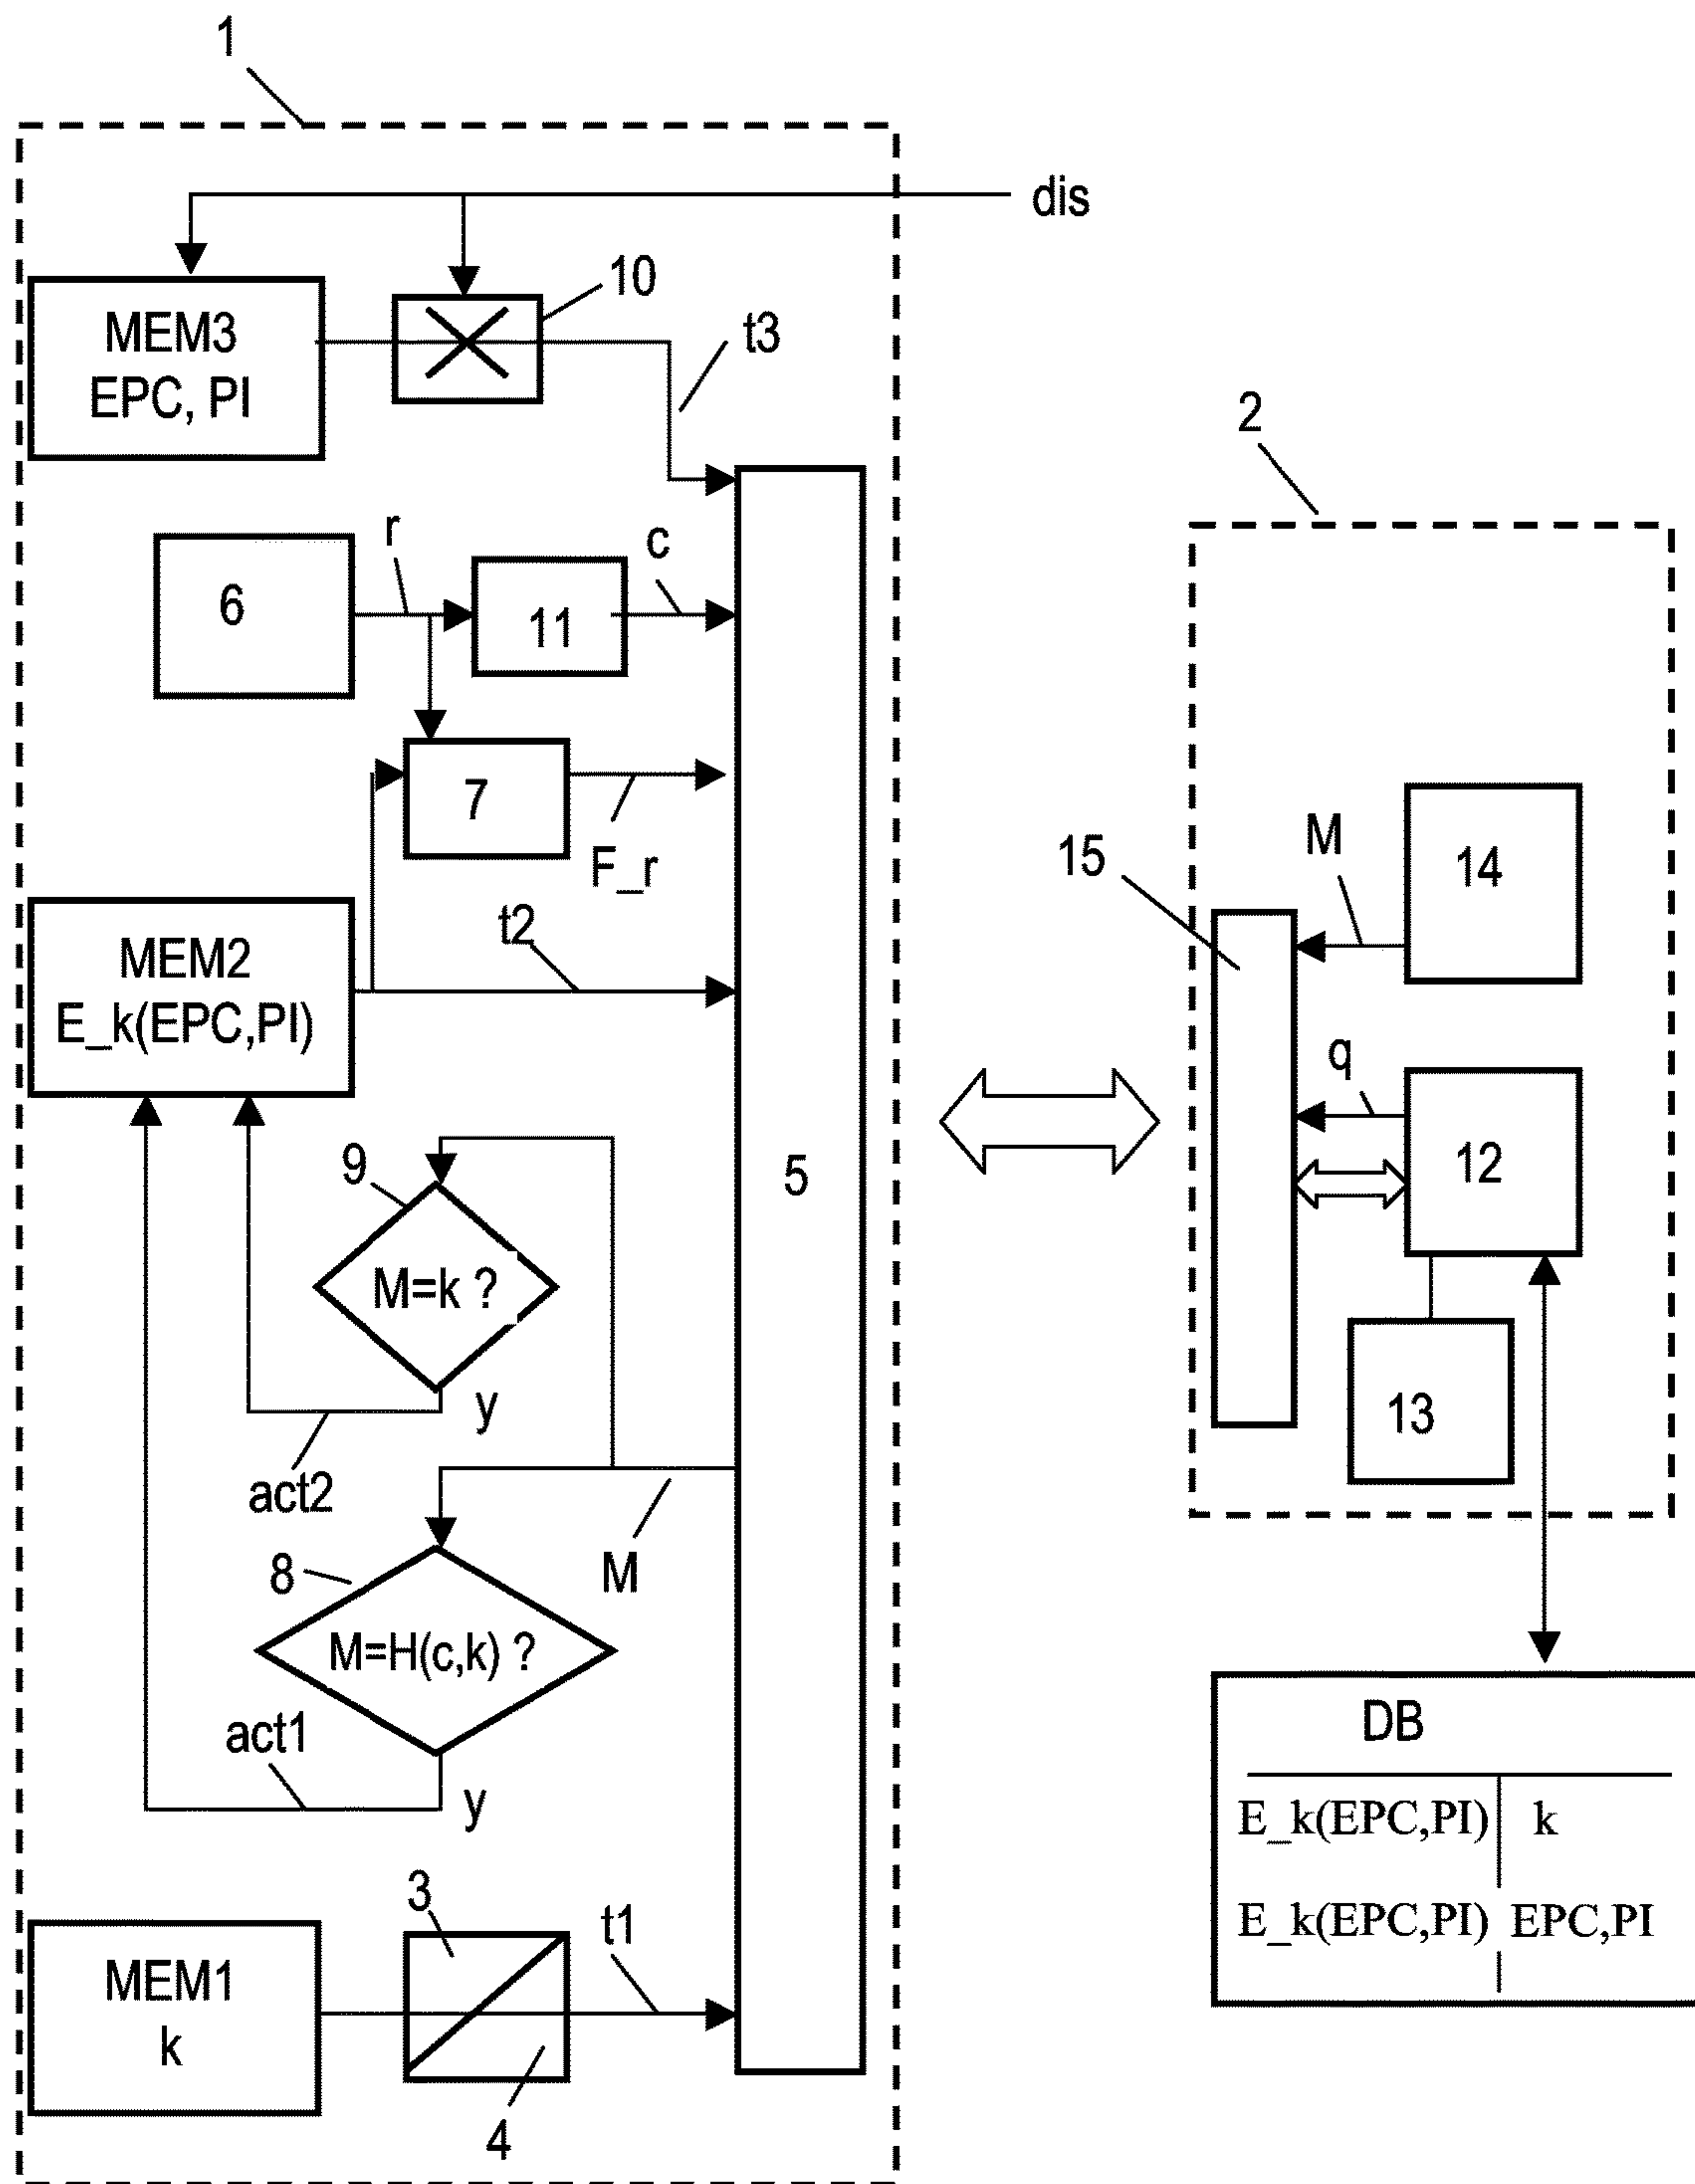 1
dis
10
MEM3
EPC, PI
t3
2
r
c
6
11
7
F_r
M
14
15
t2
MEM2
E_k(EPC,PI)
q
12
9
5
M=k ?
y
13
act2
M
8
M=H(c,k) ?
act1
y
DB
E_k(EPC,PI) k
E_k(EPC,PI) EPC,PI
3
t1
MEM1
k
4